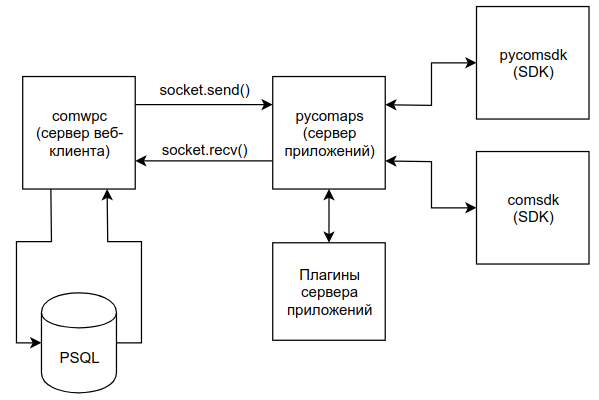 pycomsdk
(SDK)
socket.send()
comwpc
(сервер веб-
клиента)
pycomaps
(сервер
приложений)
socket.recv()
comsdk
(SDK)
Плагины
сервера
приложений
PSQL